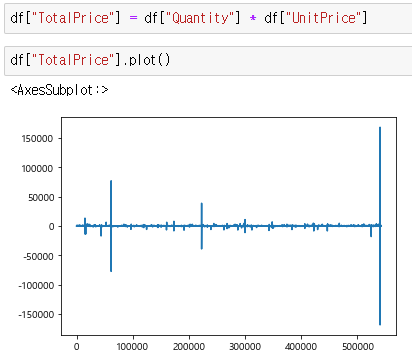 df["TotalPrice"] = df["Quantity"] * df["UnitPrice"]
df["TotalPrice"].plot()
<AxesSubplot:>
150000
100000
50000
0
-50000
-100000
-150000
0 100000 200000 300000 400000 500000